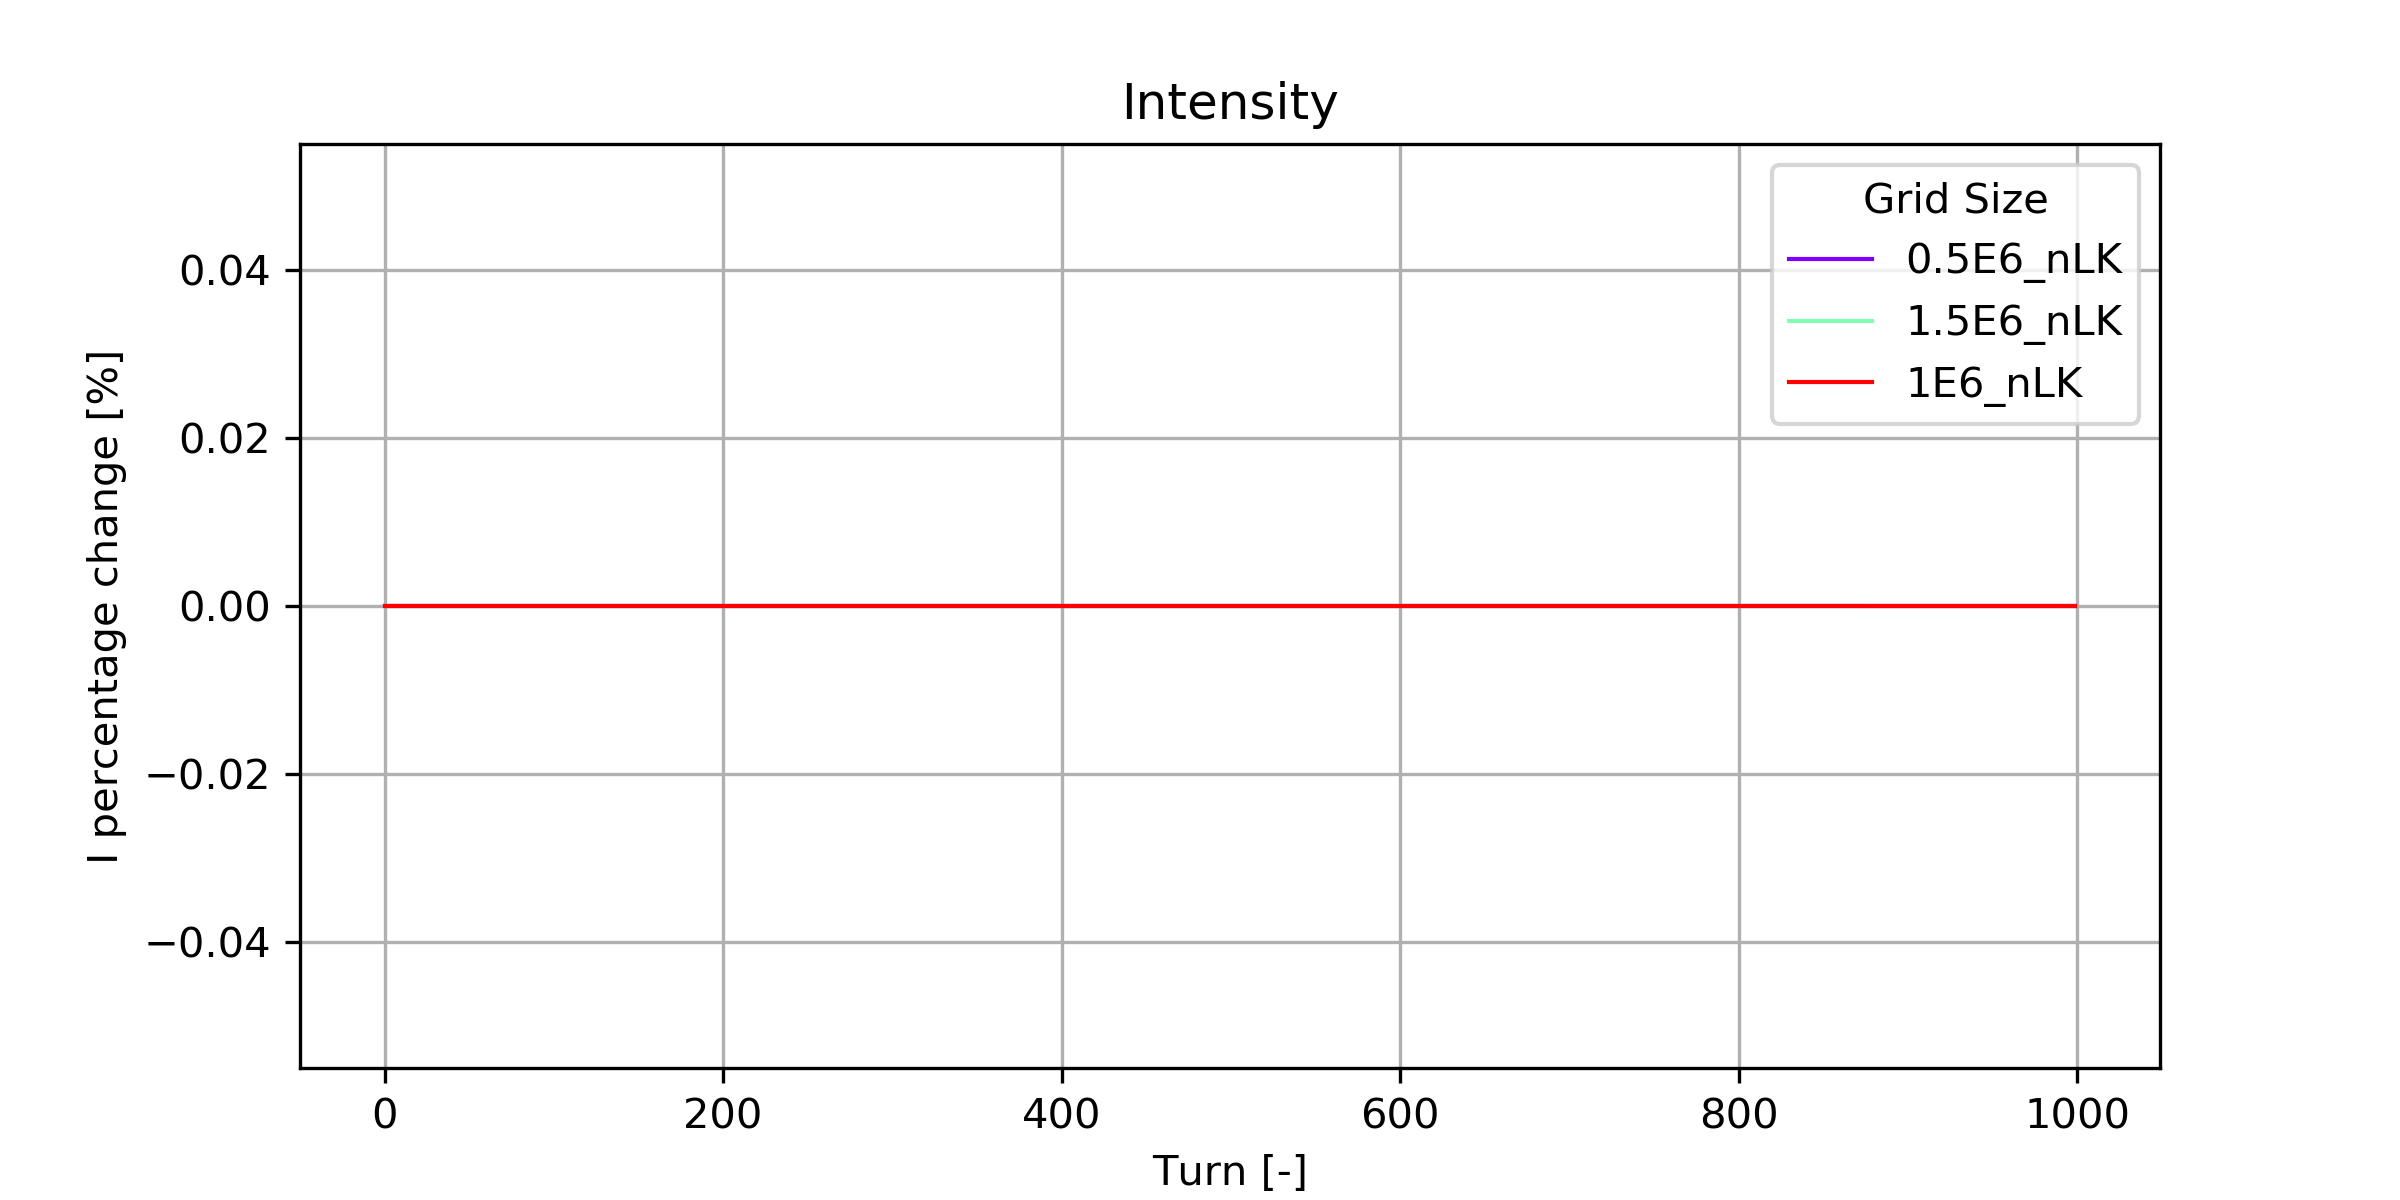 Intensity
I percentage change [%]
0.04
0.02
0.00
−0.02
−0.04
Grid Size
0.5E6_nLK
1.5E6_nLK
1E6_nLK
0 200 400 600 800 1000
Turn [-]